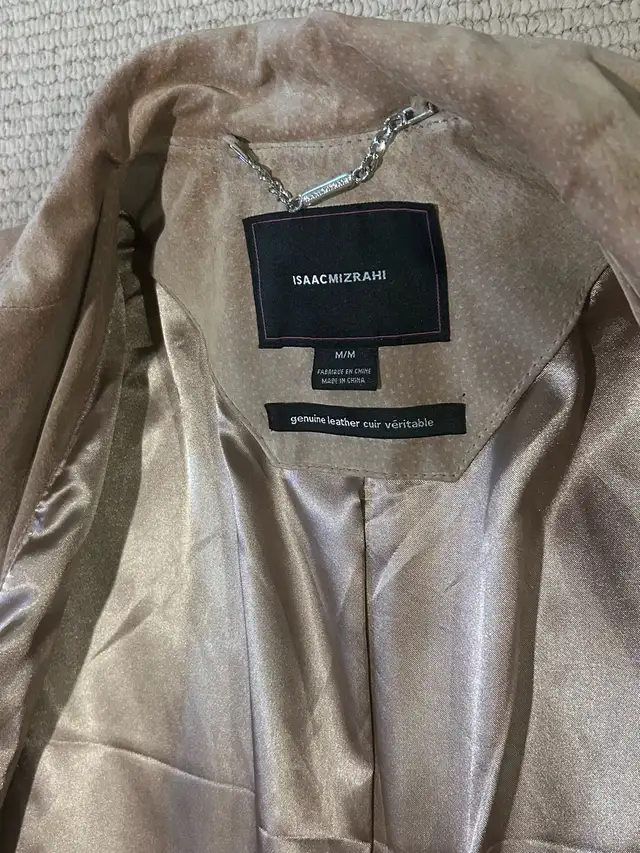 ISAACMIZRAHI
M/M
FABRIQUE EN CHINE
MADE IN CHINA
genuine leather cuir véritable